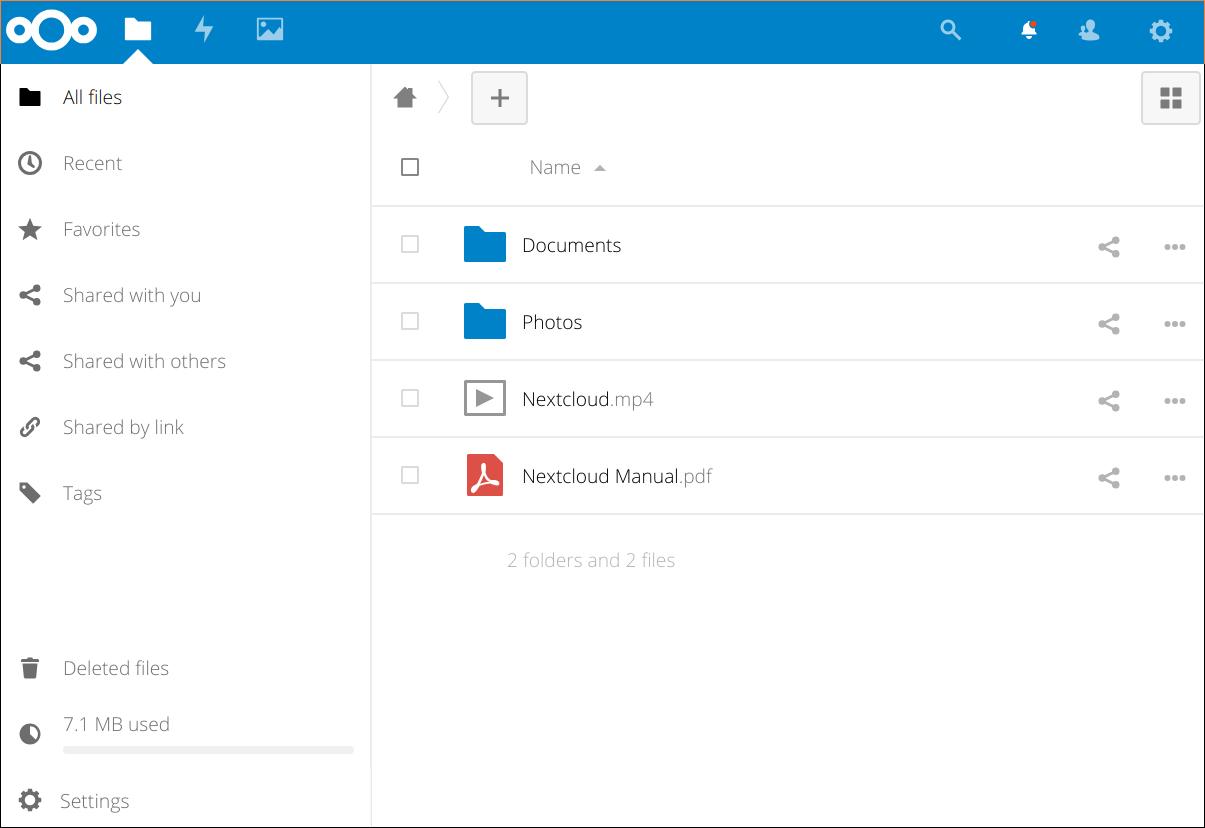 All files
Recent
Favorites
Shared with you
Shared with others
Shared by link
Tags
Deleted files
7.1 MB used
Settings
Name
Documents
Photos
Nextcloud.mp4
Nextcloud Manual.pdf
2 folders and 2 files